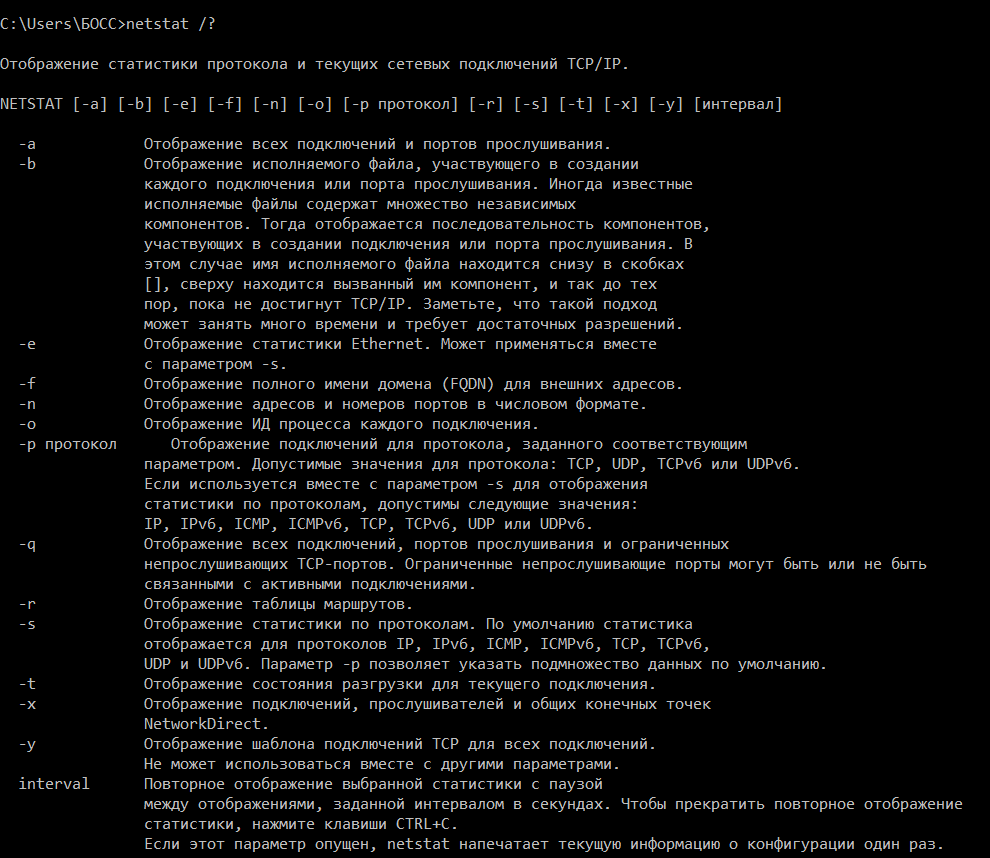 C:\Users\БОСС>netstat /?
Отображение статистики протокола и текущих сетевых подключений TCP/IP.
NETSTAT [-a] [-b] [-e] [-f] [-n] [-o] [-p протокол] [-r] [-s] [-t] [-x] [-y] [интервал]
-a Отображение всех подключений и портов прослушивания.
-b Отображение исполняемого файла, участвующего в создании
каждого подключения или порта прослушивания. Иногда известные
исполняемые файлы содержат множество независимых
компонентов. Тогда отображается последовательность компонентов,
участвующих в создании подключения или порта прослушивания. В
этом случае имя исполняемого файла находится снизу в скобках
[], сверху находится вызванный им компонент, и так до тех
пор, пока не достигнут TCP/IP. Заметьте, что такой подход
может занять много времени и требует достаточных разрешений.
-e Отображение статистики Ethernet. Может применяться вместе
с параметром -s.
-f Отображение полного имени домена (FQDN) для внешних адресов.
-n Отображение адресов и номеров портов в числовом формате.
-o Отображение ИД процесса каждого подключения.
-p протокол Отображение подключений для протокола, заданного соответствующим
параметром. Допустимые значения для протокола: TCP, UDP, TCPv6 или UDPv6.
Если используется вместе с параметром -s для отображения
статистики по протоколам, допустимы следующие значения:
IP, IPv6, ICMP, ICMPv6, TCP, TCPv6, UDP или UDPv6.
-q Отображение всех подключений, портов прослушивания и ограниченных
непрослушивающих TCP-портов. Ограниченные непрослушивающие порты могут быть или не быть
связанными с активными подключениями.
-r Отображение таблицы маршрутов.
-s Отображение статистики по протоколам. По умолчанию статистика
отображается для протоколов IP, IPv6, ICMP, ICMPv6, TCP, TCPv6,
UDP и UDPv6. Параметр -p позволяет указать подмножество данных по умолчанию.
-t Отображение состояния разгрузки для текущего подключения.
-x Отображение подключений, прослушивателей и общих конечных точек
NetworkDirect.
-y Отображение шаблона подключений TCP для всех подключений.
Не может использоваться вместе с другими параметрами.
interval Повторное отображение выбранной статистики с паузой
между отображениями, заданной интервалом в секундах. Чтобы прекратить повторное отображение
статистики, нажмите клавиши CTRL+C.
Если этот параметр опущен, netstat напечатает текущую информацию о конфигурации один раз.